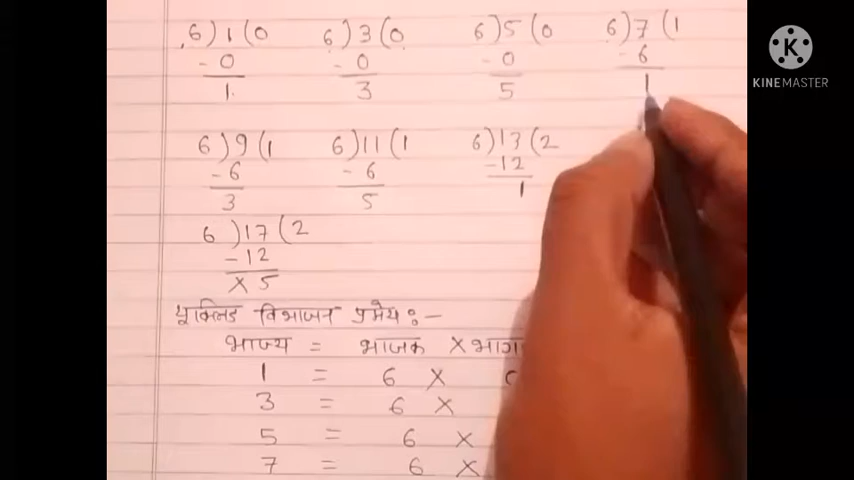 6)1(0 6)3(0 6)5(0 6)7(1
-0 -0 -0 -6
1 3 5 1
6)9(1 6)11(1 6)13(2
-6 -6 -12
3 5 1
6)17(2
-12
×5
यूक्लिड विभाजन प्रमेय:-
भाज्य = भाजक × भाग
1 = 6 ×
3 = 6 ×
5 = 6 ×
7 = 6 ×
K
KINEMASTER